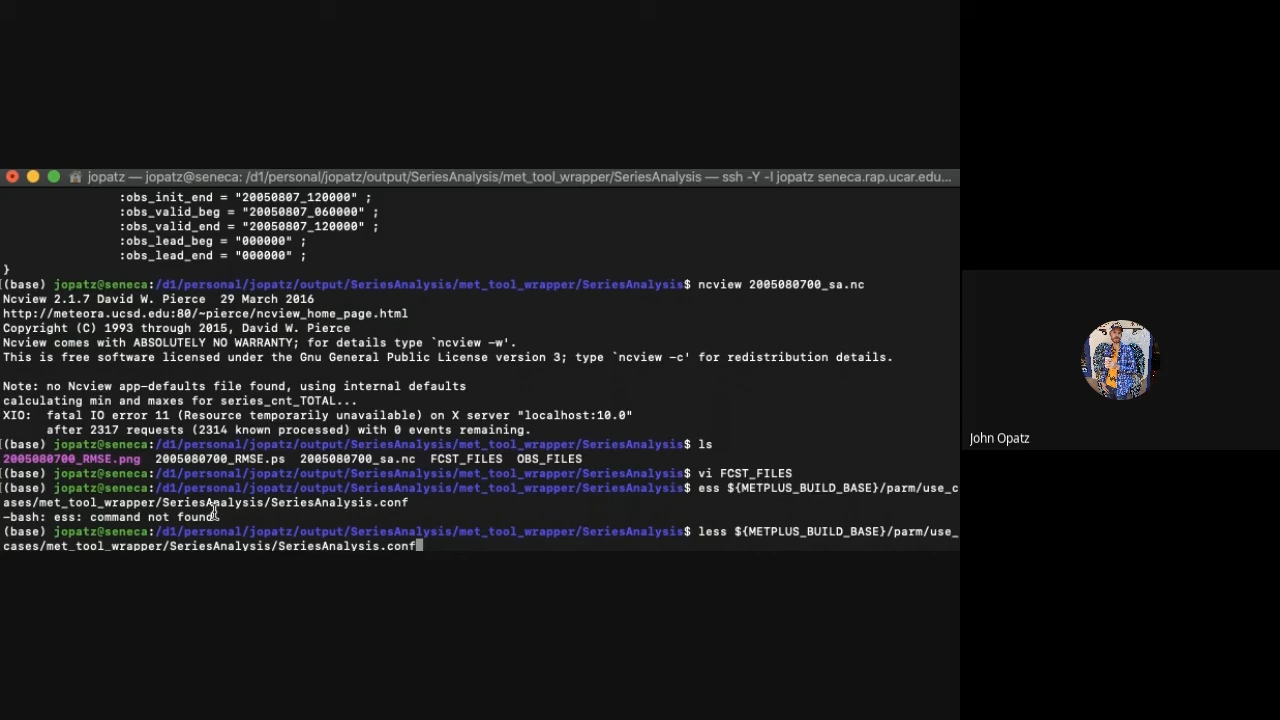 jopatz — jopatz@seneca: /d1/personal/jopatz/output/SeriesAnalysis/met_tool_wrapper/SeriesAnalysis — ssh -Y -l jopatz seneca.rap.ucar.edu...
:obs_init_end = "20050807_120000" ;
:obs_valid_beg = "20050807_060000" ;
:obs_valid_end = "20050807_120000" ;
:obs_lead_beg = "000000" ;
:obs_lead_end = "000000" ;
}
[(base) jopatz@seneca:/d1/personal/jopatz/output/SeriesAnalysis/met_tool_wrapper/SeriesAnalysis$ ncview 2005080700_sa.nc
Ncview 2.1.7 David W. Pierce  29 March 2016
http://meteora.ucsd.edu:80/~pierce/ncview_home_page.html
Copyright (C) 1993 through 2015, David W. Pierce
Ncview comes with ABSOLUTELY NO WARRANTY; for details type `ncview -w'.
This is free software licensed under the Gnu General Public License version 3; type `ncview -c' for redistribution details.
Note: no Ncview app-defaults file found, using internal defaults
calculating min and maxes for series_cnt_TOTAL...
XIO:  fatal IO error 11 (Resource temporarily unavailable) on X server "localhost:10.0"
after 2317 requests (2314 known processed) with 0 events remaining.
[(base) jopatz@seneca:/d1/personal/jopatz/output/SeriesAnalysis/met_tool_wrapper/SeriesAnalysis$ ls
2005080700_RMSE.png  2005080700_RMSE.ps  2005080700_sa.nc  FCST_FILES  OBS_FILES
[(base) jopatz@seneca:/d1/personal/jopatz/output/SeriesAnalysis/met_tool_wrapper/SeriesAnalysis$ vi FCST_FILES
[(base) jopatz@seneca:/d1/personal/jopatz/output/SeriesAnalysis/met_tool_wrapper/SeriesAnalysis$ ess ${METPLUS_BUILD_BASE}/parm/use_c
ases/met_tool_wrapper/SeriesAnalysis/SeriesAnalysis.conf
-bash: ess: command not found
(base) jopatz@seneca:/d1/personal/jopatz/output/SeriesAnalysis/met_tool_wrapper/SeriesAnalysis$ less ${METPLUS_BUILD_BASE}/parm/use_
cases/met_tool_wrapper/SeriesAnalysis/SeriesAnalysis.conf
John Opatz